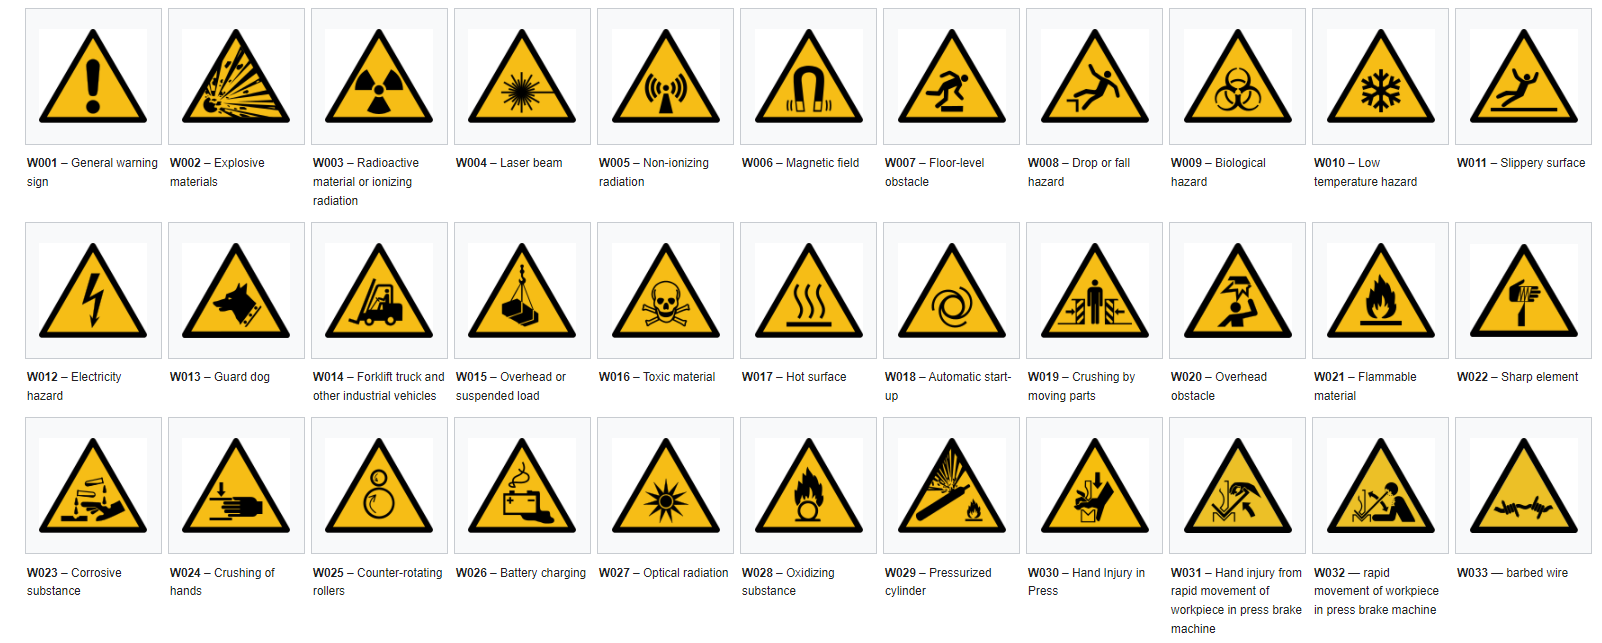 W001 – General warning
sign
W002 – Explosive
materials
W003 – Radioactive
material or ionizing
radiation
W004 – Laser beam
W005 – Non-ionizing
radiation
W006 – Magnetic field
W007 – Floor-level
obstacle
W008 – Drop or fall
hazard
W009 – Biological
hazard
W010 – Low
temperature hazard
W011 – Slippery surface
W012 – Electricity
hazard
W013 – Guard dog
W014 – Forklift truck and
other industrial vehicles
W015 – Overhead or
suspended load
W016 – Toxic material
W017 – Hot surface
W018 – Automatic start-
up
W019 – Crushing by
moving parts
W020 – Overhead
obstacle
W021 – Flammable
material
W022 – Sharp element
W023 – Corrosive
substance
W024 – Crushing of
hands
W025 – Counter-rotating
rollers
W026 – Battery charging
W027 – Optical radiation
W028 – Oxidizing
substance
W029 – Pressurized
cylinder
W030 – Hand Injury in
Press
W031 – Hand injury from
rapid movement of
workpiece in press brake
machine
W032 — rapid
movement of workpiece
in press brake machine
W033 — barbed wire